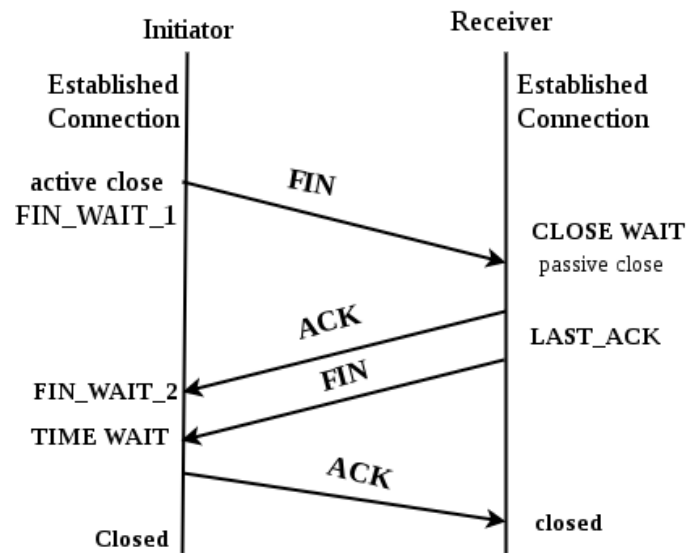 Initiator
Receiver
Established
Connection
Established
Connection
active close
FIN_WAIT_1
FIN
CLOSE WAIT
passive close
ACK
LAST_ACK
FIN
FIN_WAIT_2
TIME WAIT
ACK
closed
Closed